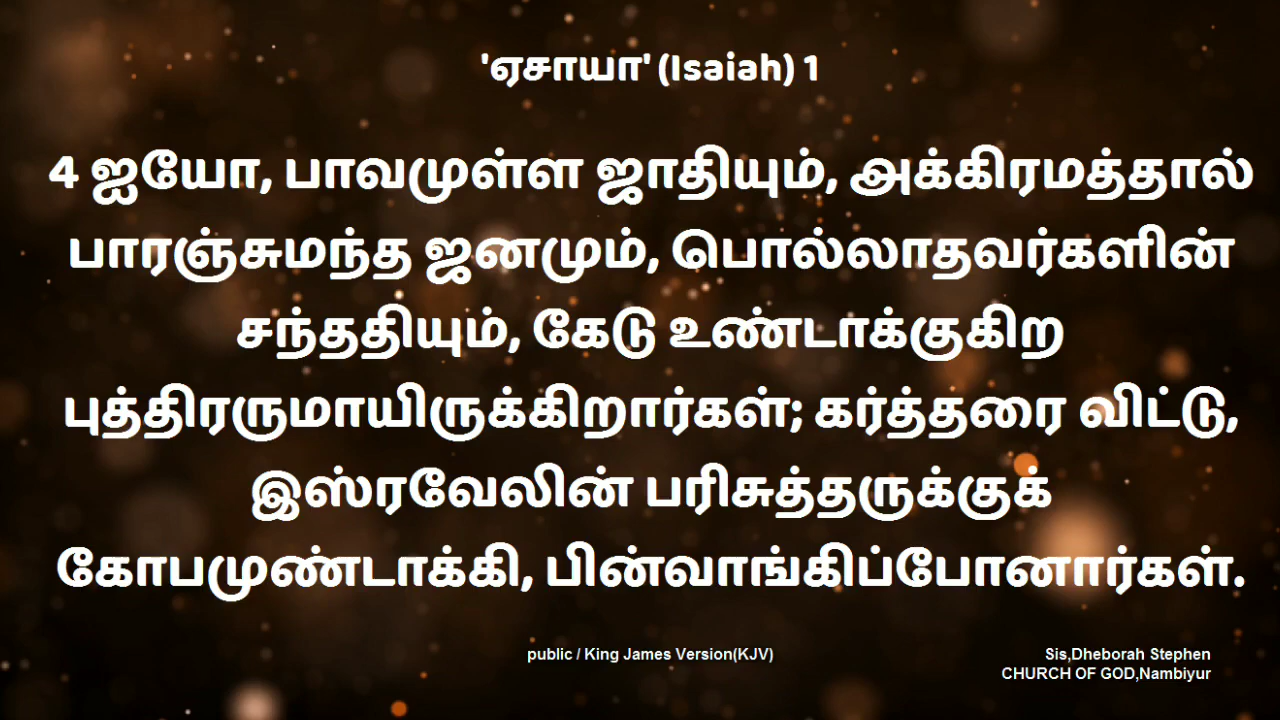 'ஏசாயா' (Isaiah) 1
4 ஐயோ, பாவமுள்ள ஜாதியும், அக்கிரமத்தால்
பாரஞ்சுமந்த ஜனமும், பொல்லாதவர்களின்
சந்ததியும், கேடு உண்டாக்குகிற
புத்திரருமாயிருக்கிறார்கள்; கர்த்தரை விட்டு,
இஸ்ரவேலின் பரிசுத்தருக்குக்
கோபமுண்டாக்கி, பின்வாங்கிப்போனார்கள்.
public / King James Version(KJV)
Sis,Dheborah Stephen
CHURCH OF GOD,Nambiyur